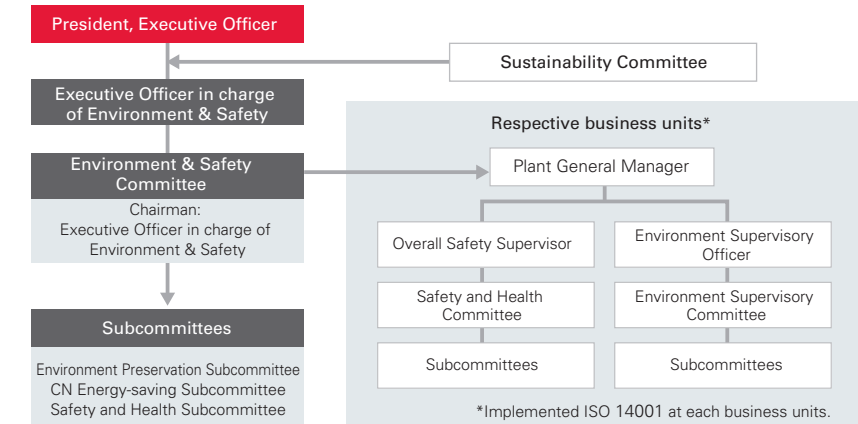 President, Executive Officer
Sustainability Committee
Executive Officer in charge
of Environment & Safety
Environment & Safety
Committee
Chairman:
Executive Officer in charge of
Environment & Safety
Subcommittees
Environment Preservation Subcommittee
CN Energy-saving Subcommittee
Safety and Health Subcommittee
Respective business units*
Plant General Manager
Overall Safety Supervisor
Safety and Health
Committee
Subcommittees
Environment Supervisory
Officer
Environment Supervisory
Committee
Subcommittees
*Implemented ISO 14001 at each business units.